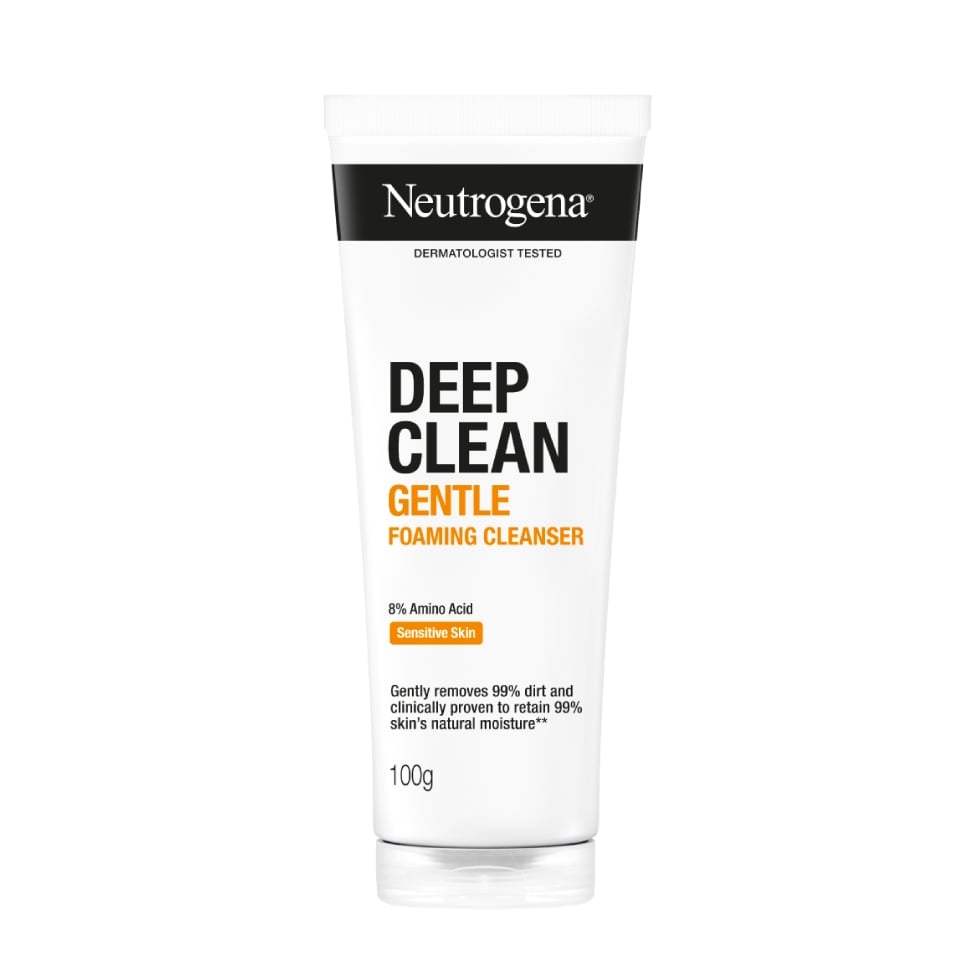 Neutrogena®
DERMATOLOGIST TESTED
DEEP
CLEAN
GENTLE
FOAMING CLEANSER
8% Amino Acid
Sensitive Skin
Gently removes 99% dirt and
clinically proven to retain 99%
skin's natural moisture**
100g